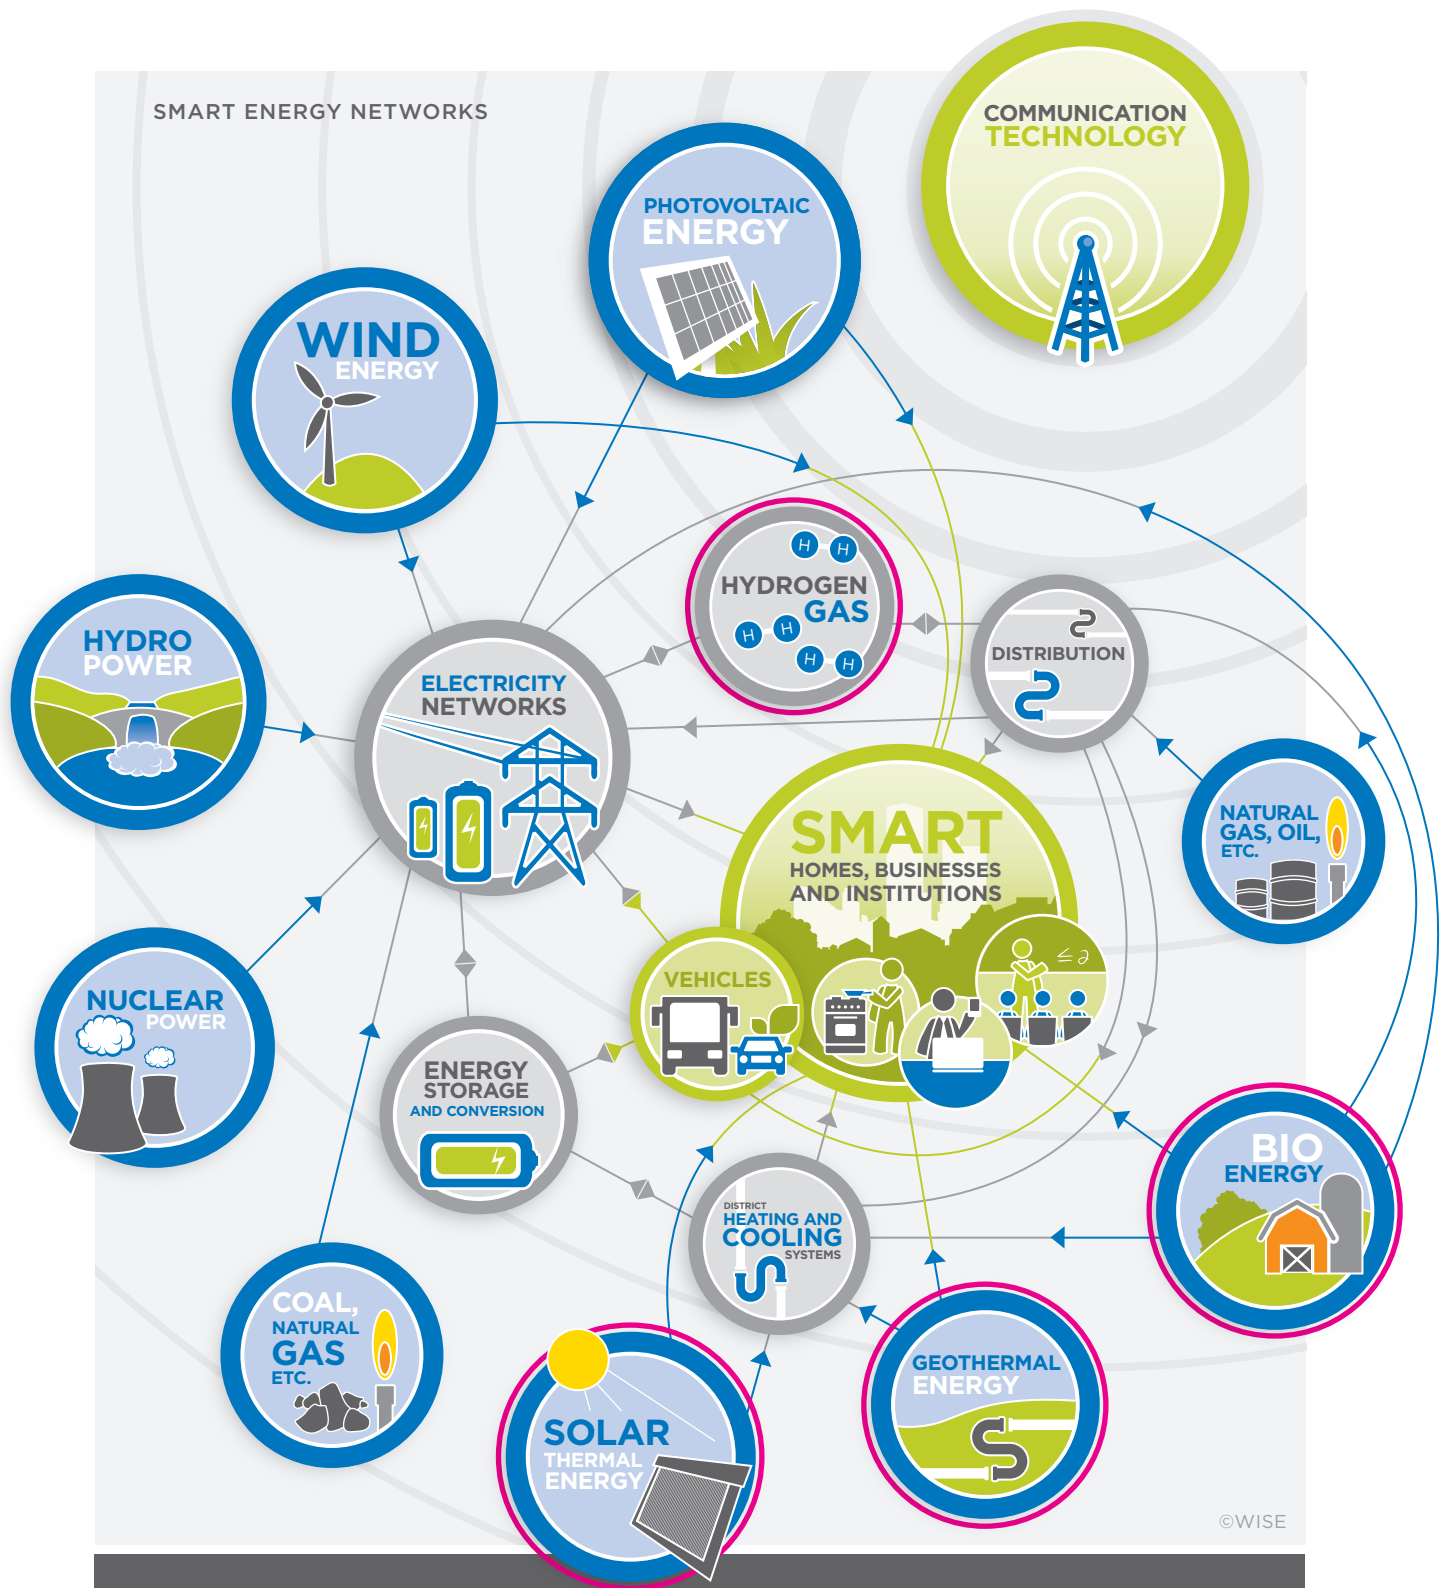 SMART ENERGY NETWORKS
COMMUNICATION
TECHNOLOGY
PHOTOVOLTAIC
ENERGY
WIND
ENERGY
H H
HYDROGEN
GAS
H H
H H
HYDRO
POWER
DISTRIBUTION
ELECTRICITY
NETWORKS
NATURAL
GAS, OIL,
ETC.
SMART
HOMES, BUSINESSES
AND INSTITUTIONS
≤2
VEHICLES
NUCLEAR
POWER
ENERGY
STORAGE
AND CONVERSION
BIO
ENERGY
DISTRICT
HEATING AND
COOLING
SYSTEMS
COAL,
NATURAL
GAS
ETC.
GEOTHERMAL
ENERGY
SOLAR
THERMAL
ENERGY
©WISE